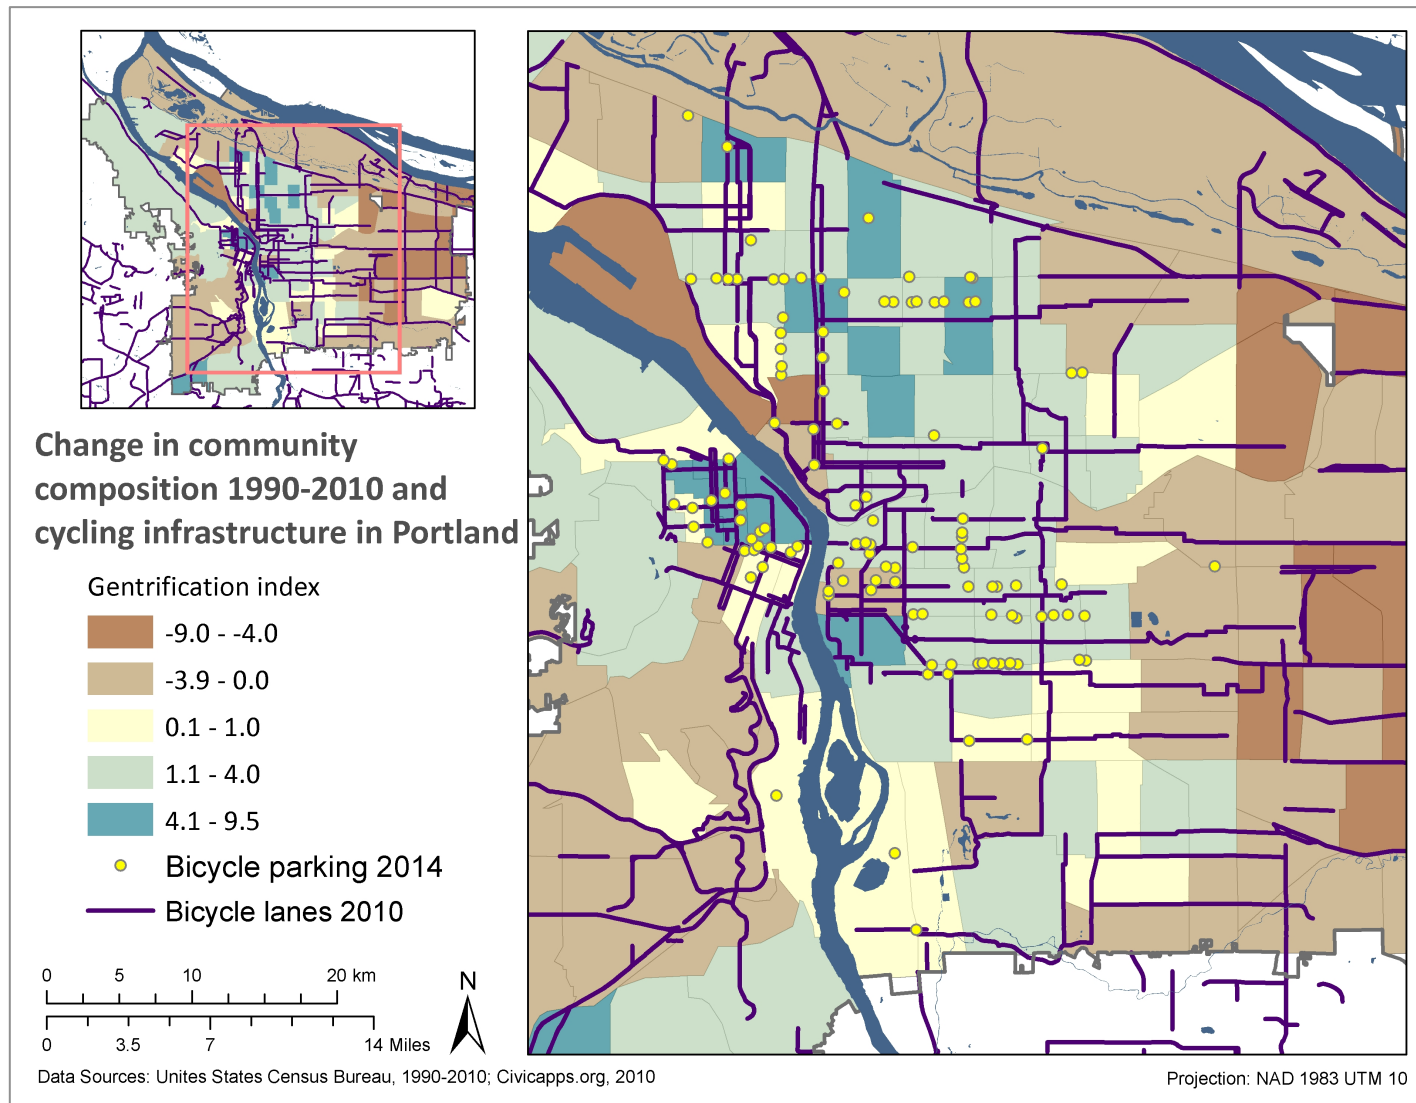 Change in community
composition 1990-2010 and
cycling infrastructure in Portland
Gentrification index
-9.0 - -4.0
-3.9 - 0.0
0.1 - 1.0
1.1 - 4.0
4.1 - 9.5
Bicycle parking 2014
Bicycle lanes 2010
0 5 10 20 km
0 3.5 7 14 Miles
N
Data Sources: Unites States Census Bureau, 1990-2010; Civicapps.org, 2010
Projection: NAD 1983 UTM 10